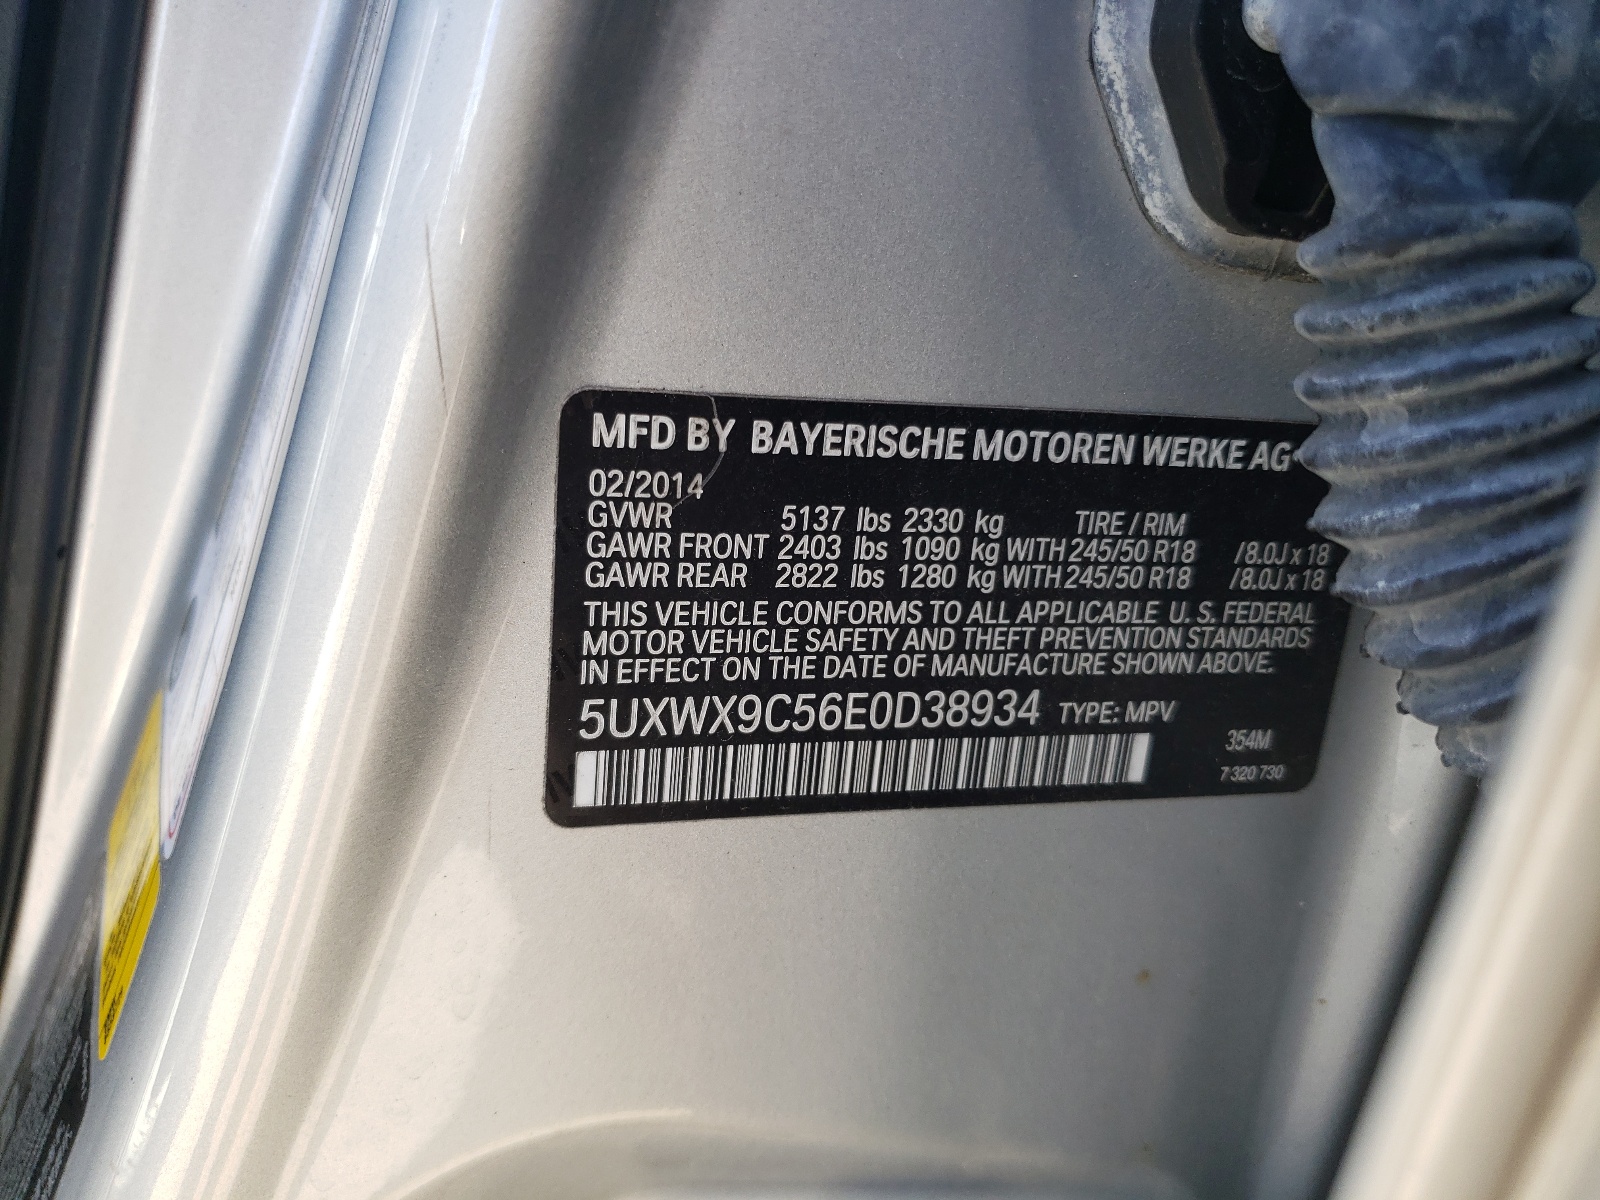 MFD BY BAYERISCHE MOTOREN WERKE AG
02/2014
GVWR 5137 lbs 2330 kg TIRE / RIM
GAWR FRONT 2403 lbs 1090 kg WITH 245/50 R18 /8.0J x 18
GAWR REAR 2822 lbs 1280 kg WITH 245/50 R18 /8.0J x 18
THIS VEHICLE CONFORMS TO ALL APPLICABLE U. S. FEDERAL
MOTOR VEHICLE SAFETY AND THEFT PREVENTION STANDARDS
IN EFFECT ON THE DATE OF MANUFACTURE SHOWN ABOVE.
5UXWX9C56E0D38934 TYPE: MPV
354M
7 320 730